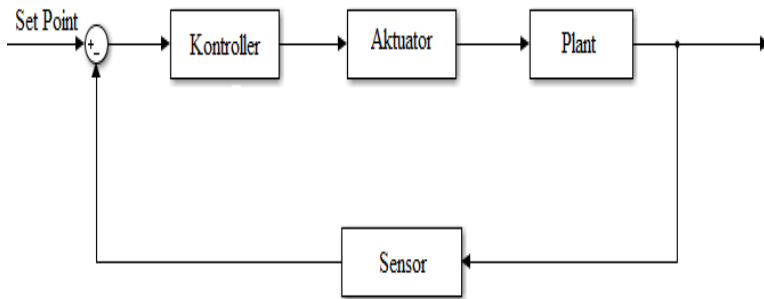 Set Point
+
-
Kontroller
Aktuator
Plant
Sensor